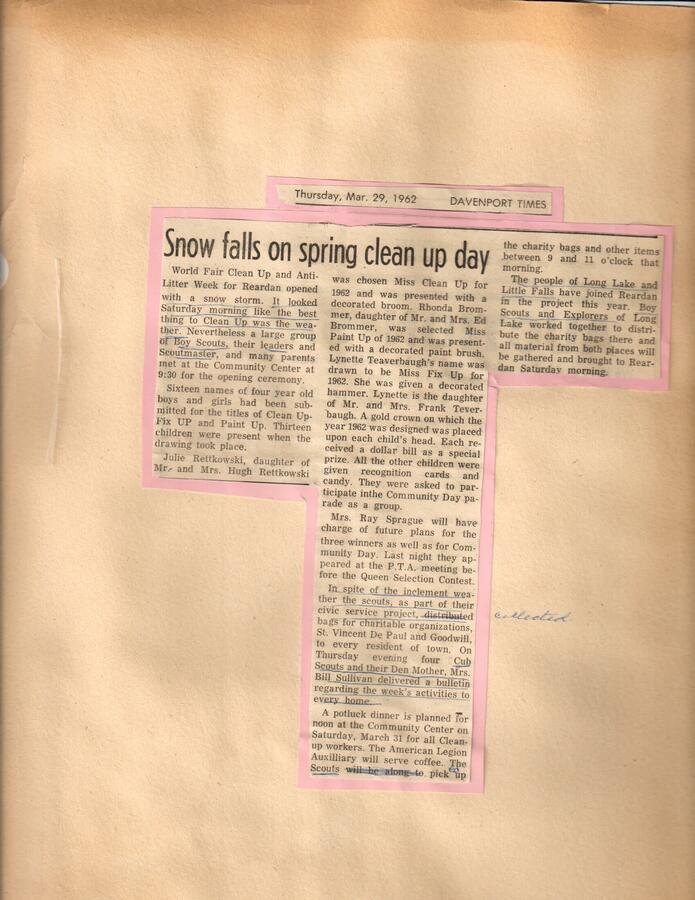 Thursday, Mar. 29, 1962 DAVENPORT TIMES
Snow falls on spring clean up day
World Fair Clean Up and Anti-
Litter Week for Reardan opened
with a snow storm. It looked
Saturday morning like the best
thing to Clean Up was the wea-
ther. Nevertheless a large group
of Boy Scouts, their leaders and
Scoutmaster, and many parents
met at the Community Center at
9:30 for the opening ceremony.
Sixteen names of four year old
boys and girls had been sub-
mitted for the titles of Clean Up-
Fix UP and Paint Up. Thirteen
children were present when the
drawing took place.
Julie Rettkowski, daughter of
Mr. and Mrs. Hugh Rettkowski
was chosen Miss Clean Up for
1962 and was presented with a
decorated broom. Rhonda Brom-
mer, daughter of Mr. and Mrs. Ed
Brommer, was selected Miss
Paint Up of 1962 and was present-
ed with a decorated paint brush.
Lynette Teaverbaugh's name was
drawn to be Miss Fix Up for
1962. She was given a decorated
hammer. Lynette is the daughter
of Mr. and Mrs. Frank Tever-
baugh. A gold crown on which the
year 1962 was designed was placed
upon each child's head. Each re-
ceived a dollar bill as a special
prize. All the other children were
given recognition cards and
candy. They were asked to par-
ticipate inthe Community Day pa-
rade as a group.
Mrs. Ray Sprague will have
charge of future plans for the
three winners as well as for Com-
munity Day. Last night they ap-
peared at the P.T.A. meeting be-
fore the Queen Selection Contest.
In spite of the inclement wea-
ther the scouts, as part of their
civic service project, distributed
collected
bags for charitable organizations,
St. Vincent De Paul and Goodwill,
to every resident of town. On
Thursday evening four Cub
Scouts and their Den Mother, Mrs.
Bill Sullivan delivered a bulletin
regarding the week's activities to
every home.
A potluck dinner is planned for
noon at the Community Center on
Saturday, March 31 for all Clean-
up workers. The American Legion
Auxilliary will serve coffee. The
Scouts will be along to pick up
the charity bags and other items
between 9 and 11 o'clock that
morning.
The people of Long Lake and
Little Falls have joined Reardan
in the project this year. Boy
Scouts and Explorers of Long
Lake worked together to distri-
bute the charity bags there and
all material from both places will
be gathered and brought to Rear-
dan Saturday morning.